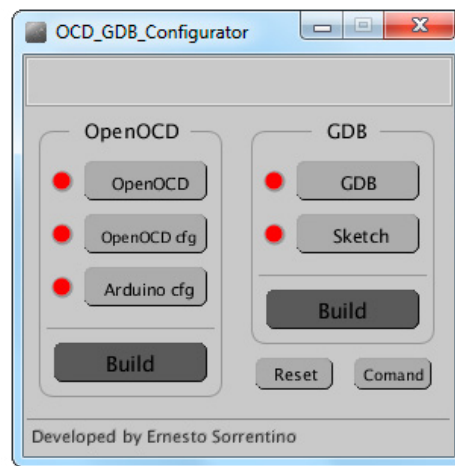 OCD_GDB_Configurator
OpenOCD
OpenOCD
OpenOCD cfg
Arduino cfg
Build
GDB
GDB
Sketch
Build
Reset
Comand
Developed by Ernesto Sorrentino